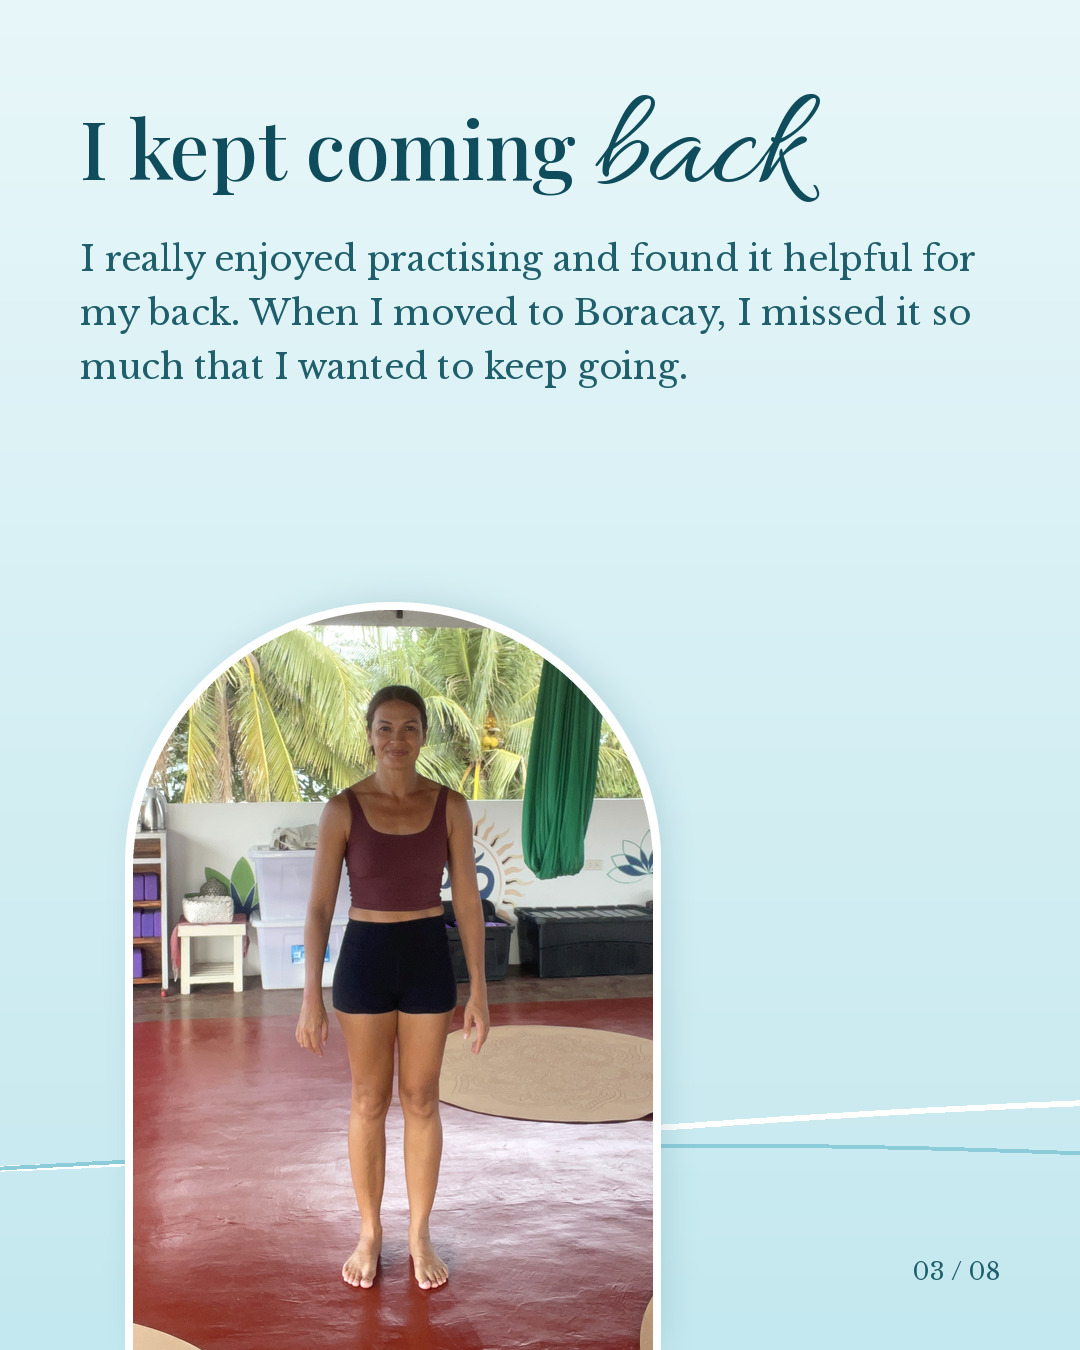 I kept coming back
I really enjoyed practising and found it helpful for
my back. When I moved to Boracay, I missed it so
much that I wanted to keep going.
03 / 08